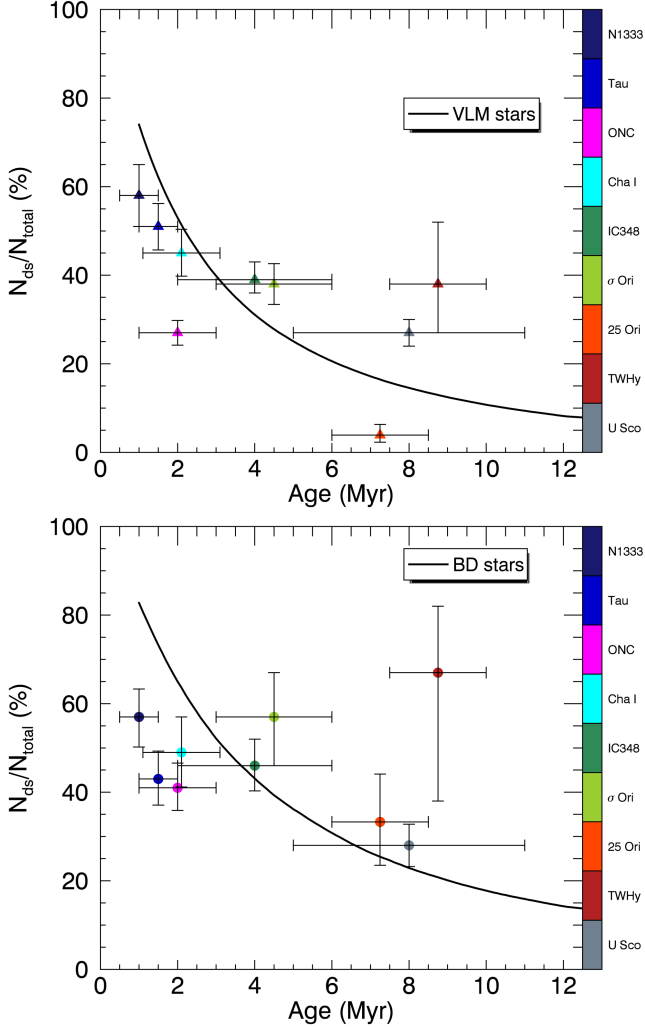 100
80
60
40
20
0
N_ds/N_total (%)
VLM stars
0 2 4 6 8 10 12
Age (Myr)
N1333
Tau
ONC
Cha I
IC348
σ Ori
25 Ori
TWHy
U Sco
100
80
60
40
20
0
N_ds/N_total (%)
BD stars
0 2 4 6 8 10 12
Age (Myr)
N1333
Tau
ONC
Cha I
IC348
σ Ori
25 Ori
TWHy
U Sco